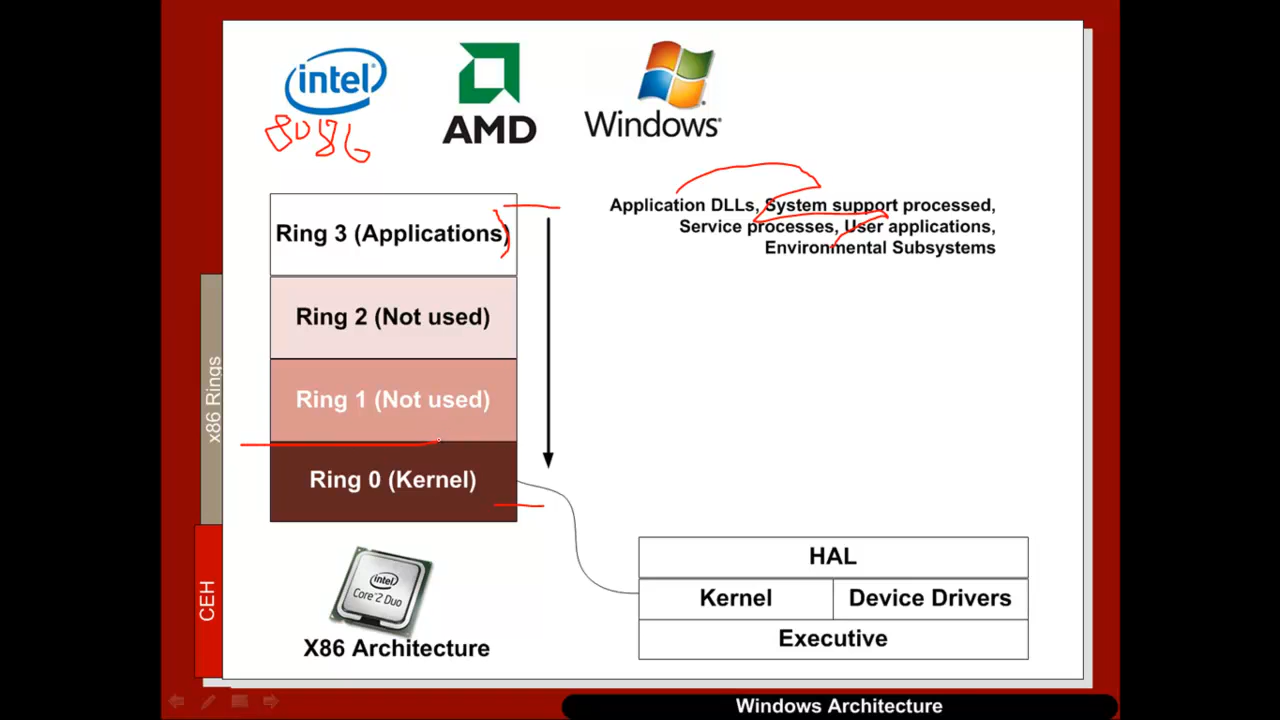 intel
8086
AMD
Windows
Application DLLs, System support processed,
Service processes, User applications,
Environmental Subsystems
Ring 3 (Applications)
Ring 2 (Not used)
Ring 1 (Not used)
Ring 0 (Kernel)
x86 Rings
CEH
intel
Core 2 Duo
X86 Architecture
HAL
Kernel
Device Drivers
Executive
Windows Architecture